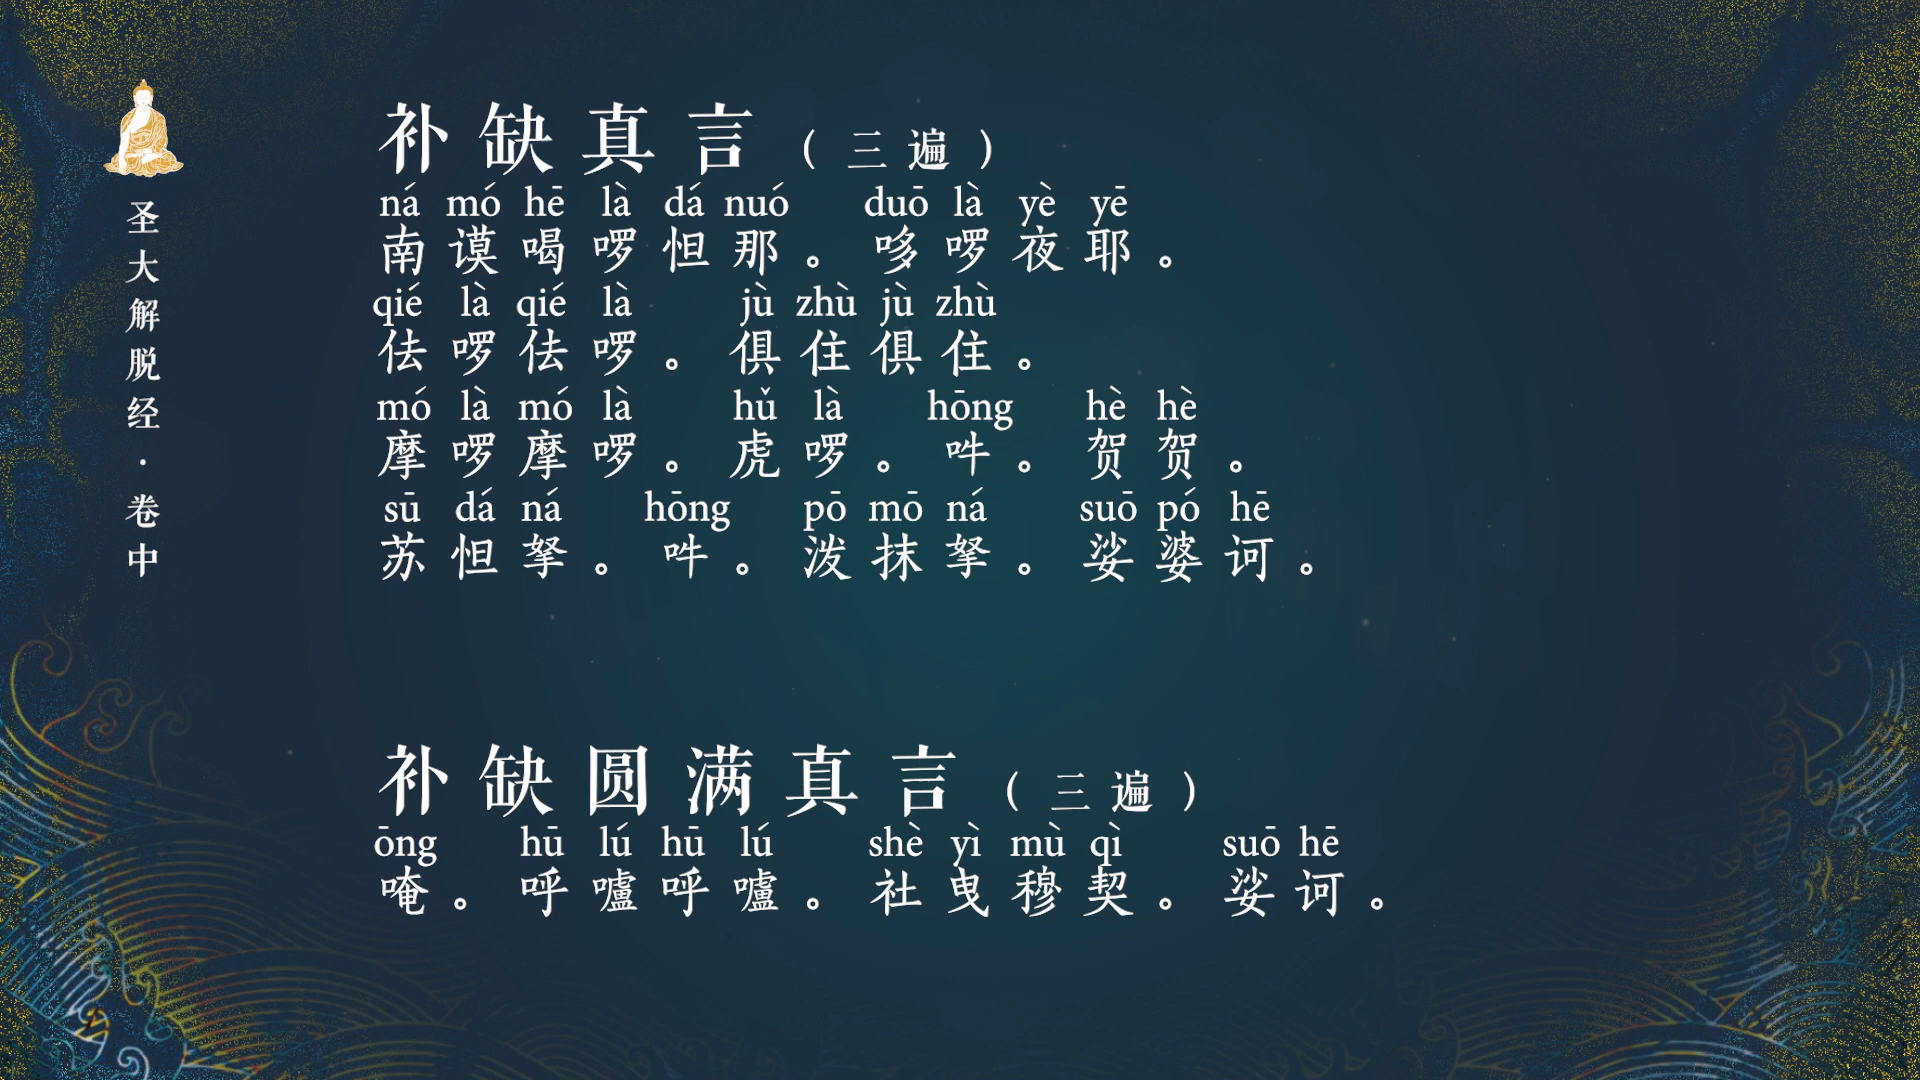 圣大解脱经·卷中
补缺真言（三遍）
ná mó hē là dá nuó duō là yè yē
南谟喝啰怛那。哆啰夜耶。
qié là qié là jù zhù jù zhù
佉啰佉啰。俱住俱住。
mó là mó là hǔ là hōng hè hè
摩啰摩啰。虎啰。吽。贺贺。
sū dá ná hōng pō mō ná suō pó hē
苏怛拏。吽。泼抹拏。娑婆诃。
补缺圆满真言（三遍）
ōng hū lú hū lú shè yì mù qì suō hē
唵。呼嚧呼嚧。社曳穆契。娑诃。